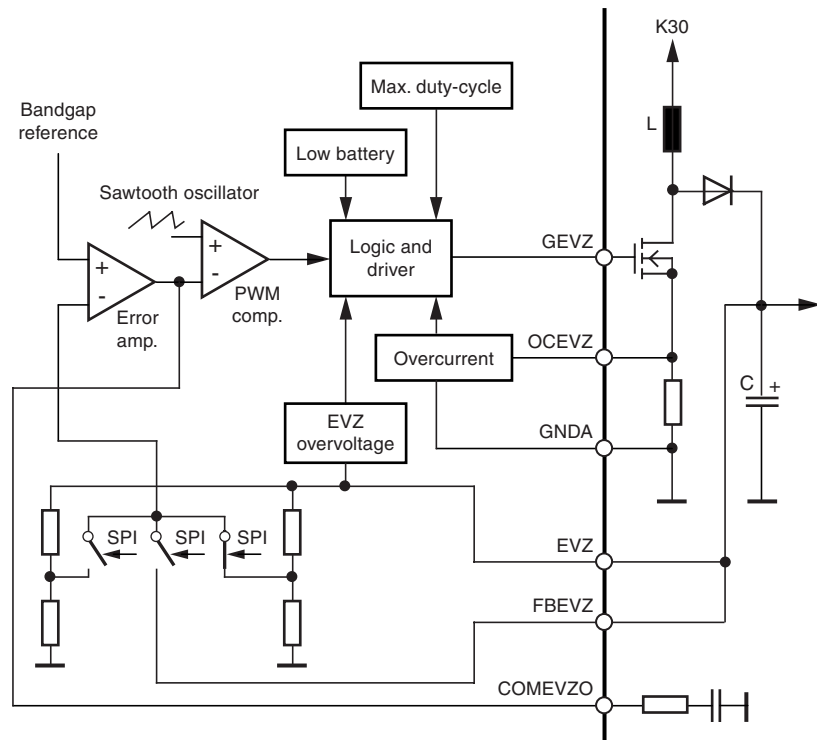 K30
Max. duty-cycle
Bandgap
reference
L
Low battery
Sawtooth oscillator
+
-
+
-
Logic and
driver
GEVZ
Error
amp.
PWM
comp.
Overcurrent
OCEVZ
C
+
EVZ
overvoltage
GNDA
SPI
SPI
SPI
EVZ
FBEVZ
COMEVZO